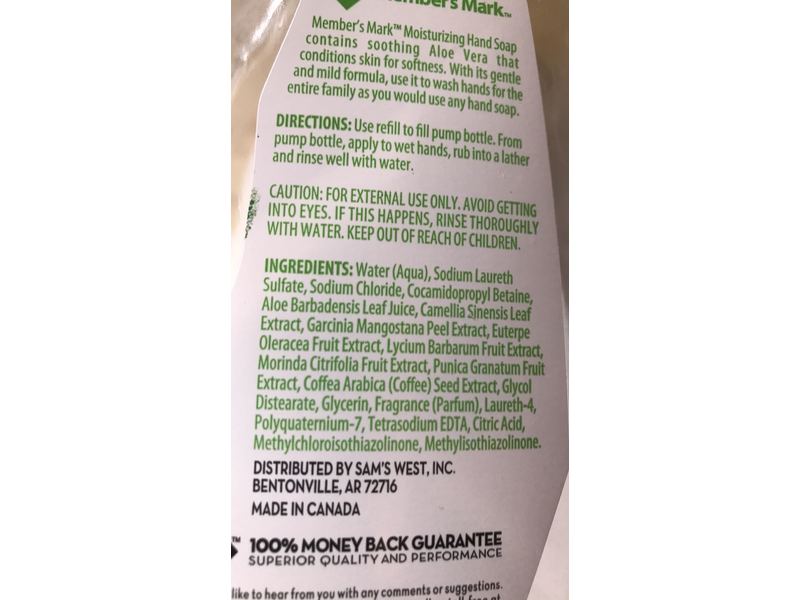 Member's Mark™
Member's Mark™ Moisturizing Hand Soap
contains soothing Aloe Vera that
conditions skin for softness. With its gentle
and mild formula, use it to wash hands for the
entire family as you would use any hand soap.
DIRECTIONS: Use refill to fill pump bottle. From
pump bottle, apply to wet hands, rub into a lather
and rinse well with water.
CAUTION: FOR EXTERNAL USE ONLY. AVOID GETTING
INTO EYES. IF THIS HAPPENS, RINSE THOROUGHLY
WITH WATER. KEEP OUT OF REACH OF CHILDREN.
INGREDIENTS: Water (Aqua), Sodium Laureth
Sulfate, Sodium Chloride, Cocamidopropyl Betaine,
Aloe Barbadensis Leaf Juice, Camellia Sinensis Leaf
Extract, Garcinia Mangostana Peel Extract, Euterpe
Oleracea Fruit Extract, Lycium Barbarum Fruit Extract,
Morinda Citrifolia Fruit Extract, Punica Granatum Fruit
Extract, Coffea Arabica (Coffee) Seed Extract, Glycol
Distearate, Glycerin, Fragrance (Parfum), Laureth-4,
Polyquaternium-7, Tetrasodium EDTA, Citric Acid,
Methylchloroisothiazolinone, Methylisothiazolinone.
DISTRIBUTED BY SAM'S WEST, INC.
BENTONVILLE, AR 72716
MADE IN CANADA
™ 100% MONEY BACK GUARANTEE
SUPERIOR QUALITY AND PERFORMANCE
like to hear from you with any comments or suggestions.